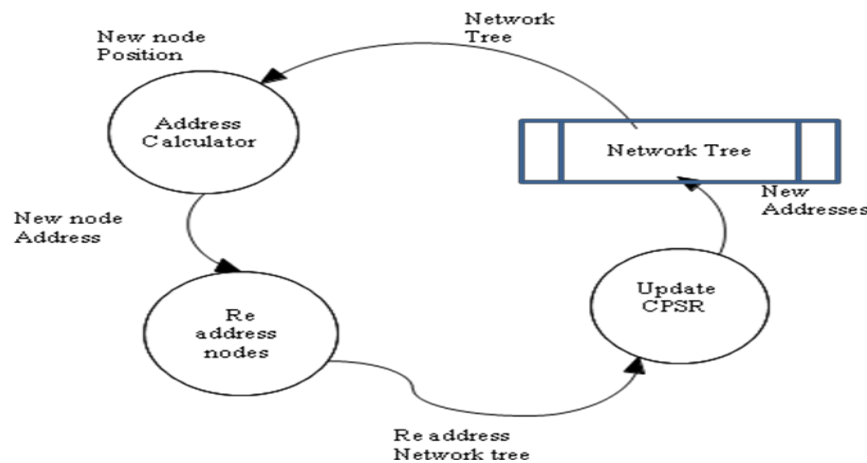 Network
Tree
New node
Position
Address
Calculator
Network Tree
New
Addresses
New node
Address
Update
CPSR
Re
address
nodes
Re address
Network tree